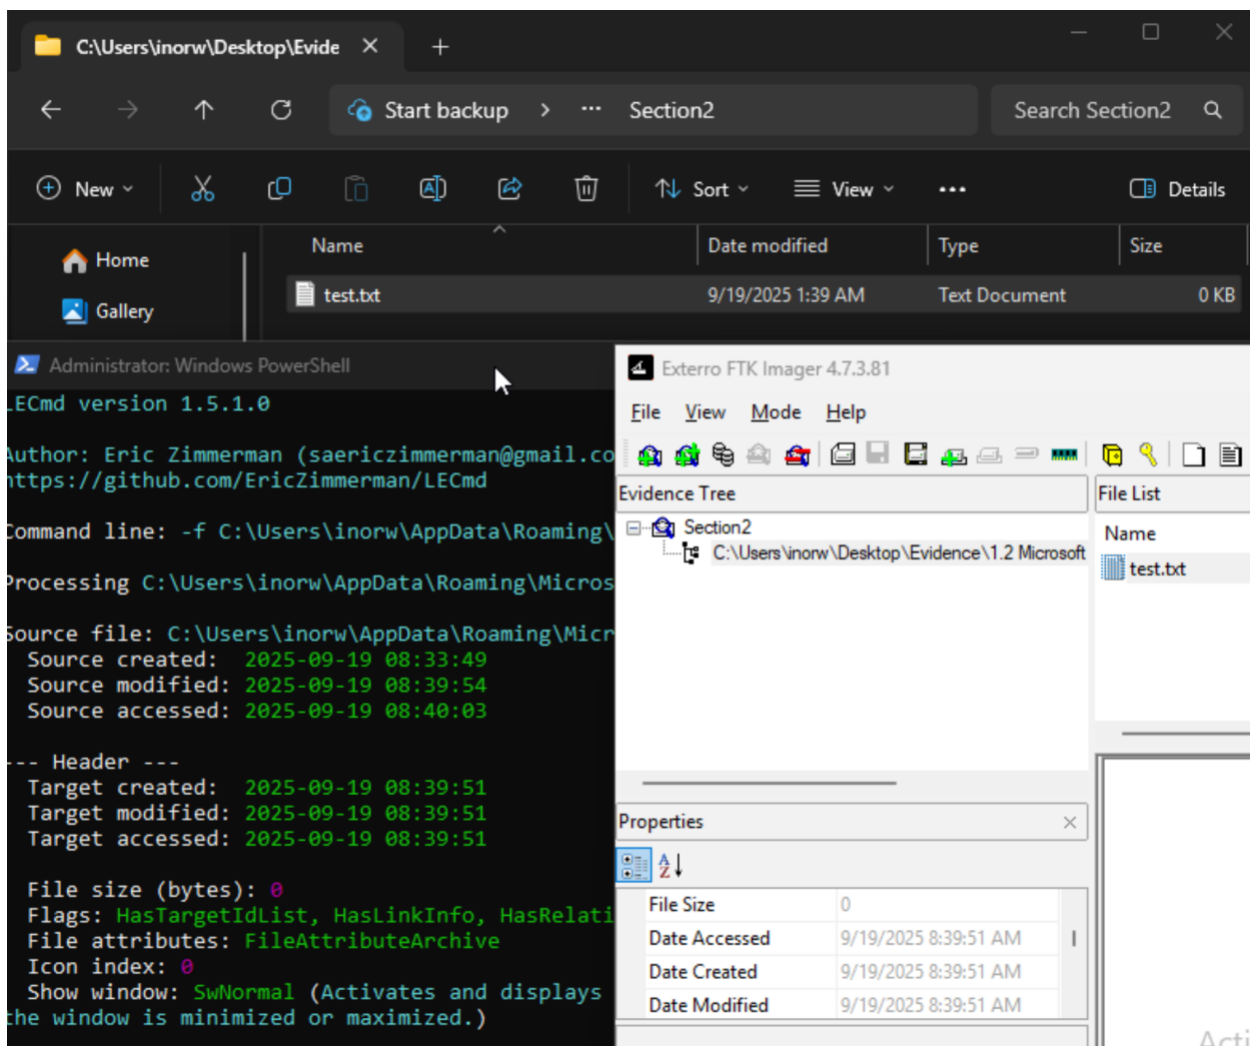 C:\Users\inorw\Desktop\Evide
Start backup > ··· Section2
Search Section2
New
Sort
View
···
Details
Name Date modified Type Size
Home
Gallery
test.txt 9/19/2025 1:39 AM Text Document 0 KB
Administrator: Windows PowerShell
LECmd version 1.5.1.0
Author: Eric Zimmerman (saericzimmerman@gmail.co
https://github.com/EricZimmerman/LECmd
Command line: -f C:\Users\inorw\AppData\Roaming\
Processing C:\Users\inorw\AppData\Roaming\Micros
Source file: C:\Users\inorw\AppData\Roaming\Micr
Source created: 2025-09-19 08:33:49
Source modified: 2025-09-19 08:39:54
Source accessed: 2025-09-19 08:40:03
--- Header ---
Target created: 2025-09-19 08:39:51
Target modified: 2025-09-19 08:39:51
Target accessed: 2025-09-19 08:39:51
File size (bytes): 0
Flags: HasTargetIdList, HasLinkInfo, HasRelati
File attributes: FileAttributeArchive
Icon index: 0
Show window: SwNormal (Activates and displays
the window is minimized or maximized.)
Exterro FTK Imager 4.7.3.81
File View Mode Help
Evidence Tree
Section2
C:\Users\inorw\Desktop\Evidence\1.2 Microsoft
File List
Name
test.txt
Properties
File Size 0
Date Accessed 9/19/2025 8:39:51 AM
Date Created 9/19/2025 8:39:51 AM
Date Modified 9/19/2025 8:39:51 AM
Acti